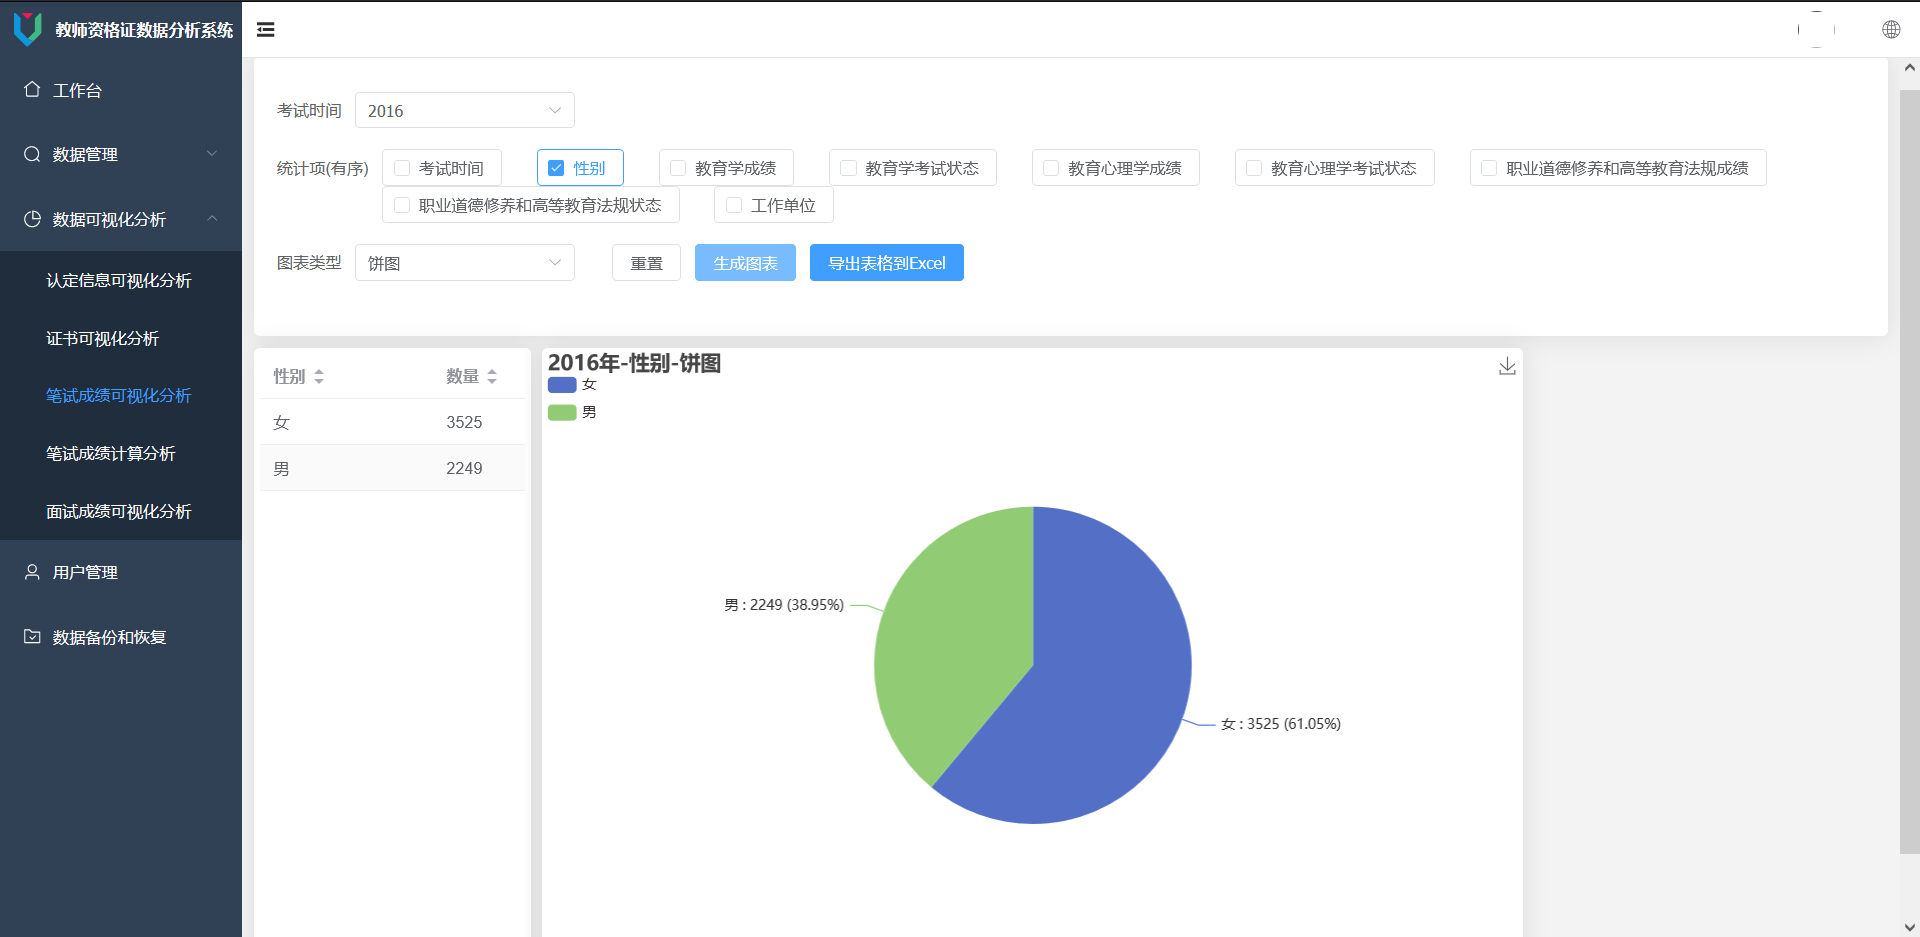 教师资格证数据分析系统
工作台
数据管理
数据可视化分析
认定信息可视化分析
证书可视化分析
笔试成绩可视化分析
笔试成绩计算分析
面试成绩可视化分析
用户管理
数据备份和恢复
考试时间 2016
统计项(有序) 考试时间 性别 教育学成绩 教育学考试状态 教育心理学成绩 教育心理学考试状态 职业道德修养和高等教育法规成绩
职业道德修养和高等教育法规状态 工作单位
图表类型 饼图 重置 生成图表 导出表格到Excel
性别 数量
女 3525
男 2249
2016年-性别-饼图
女
男
男 : 2249 (38.95%)
女 : 3525 (61.05%)